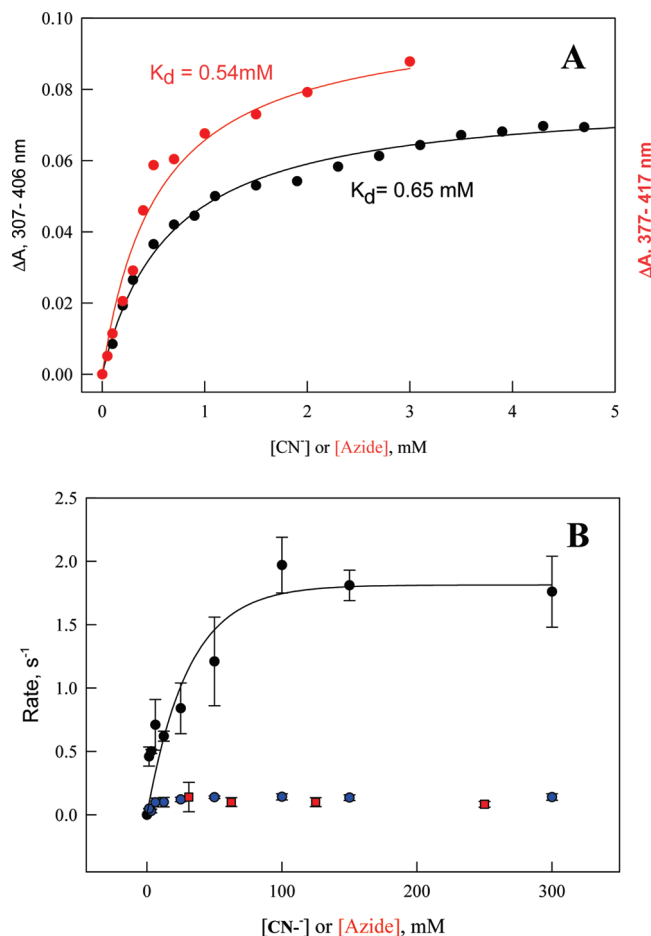 A
K_d = 0.54mM
K_d = 0.65 mM
ΔA, 307- 406 nm
ΔA. 377- 417 nm
0.10
0.08
0.06
0.04
0.02
0.00
0 1 2 3 4 5
[CN⁻] or [Azide], mM
B
Rate, s⁻¹
2.5
2.0
1.5
1.0
0.5
0.0
0 100 200 300
[CN-⁻] or [Azide], mM